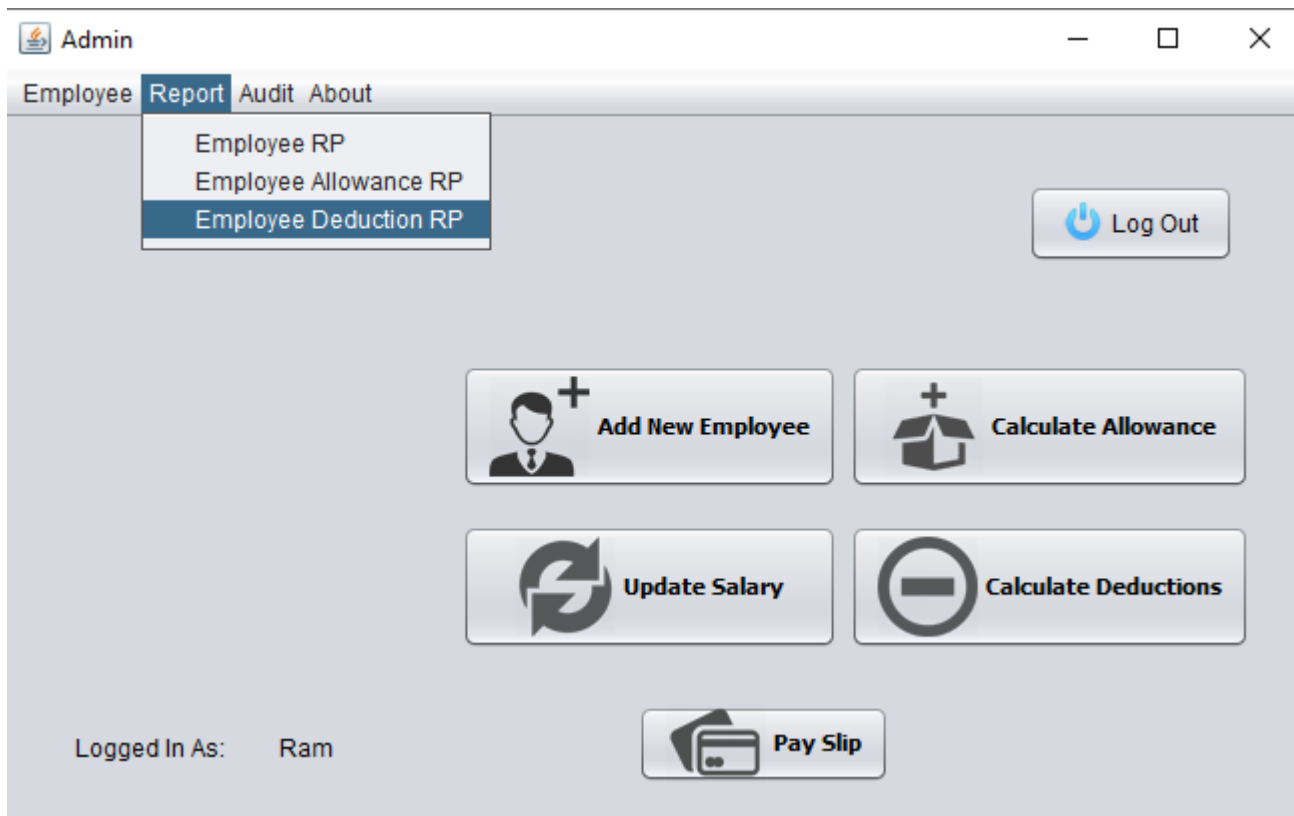 Admin
Employee Report Audit About
Employee RP
Employee Allowance RP
Employee Deduction RP
Log Out
Add New Employee
Calculate Allowance
Update Salary
Calculate Deductions
Logged In As: Ram
Pay Slip